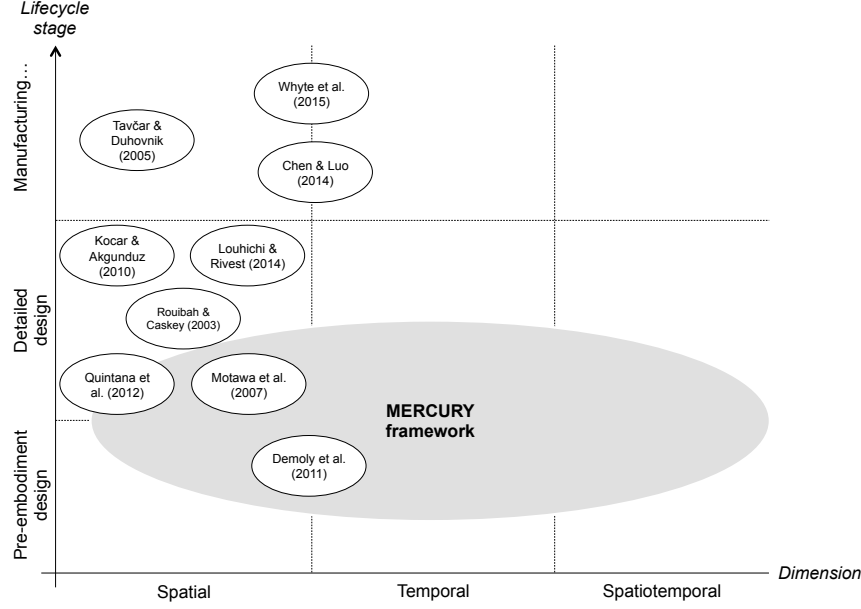 Lifecycle
stage
Manufacturing…
Detailed
design
Pre-embodiment
design
Whyte et al.
(2015)
Tavčar &
Duhovnik
(2005)
Chen & Luo
(2014)
Kocar &
Akgunduz
(2010)
Louhichi &
Rivest (2014)
Rouibah &
Caskey (2003)
Quintana et
al. (2012)
Motawa et al.
(2007)
MERCURY
framework
Demoly et al.
(2011)
Spatial
Temporal
Spatiotemporal
Dimension